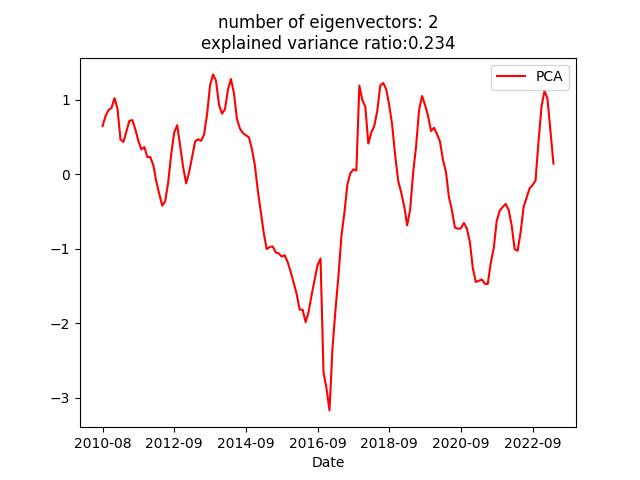 number of eigenvectors: 2
explained variance ratio:0.234
PCA
1
0
−1
−2
−3
2010-08 2012-09 2014-09 2016-09 2018-09 2020-09 2022-09
Date